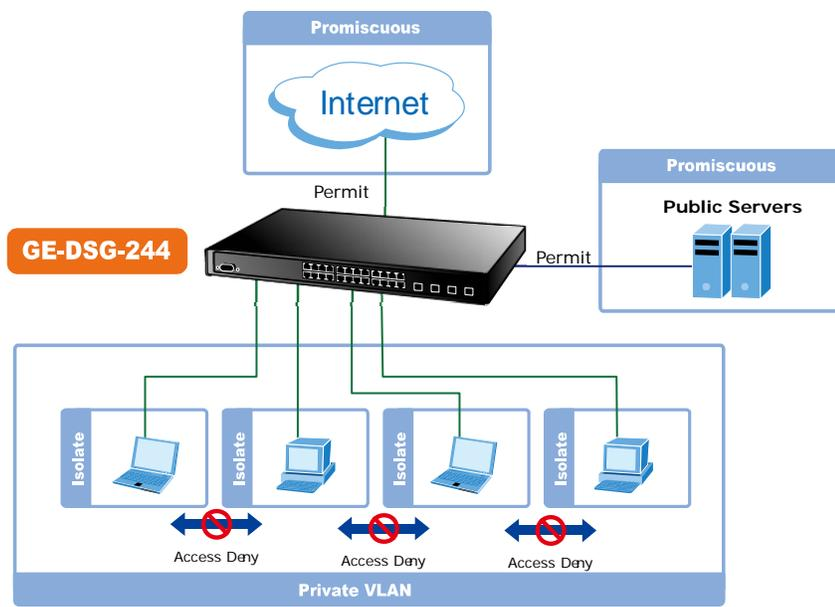 Promiscuous
Internet
Permit
Promiscuous
Public Servers
GE-DSG-244
Permit
Isolate
Isolate
Isolate
Isolate
Access Deny
Access Deny
Access Deny
Private VLAN